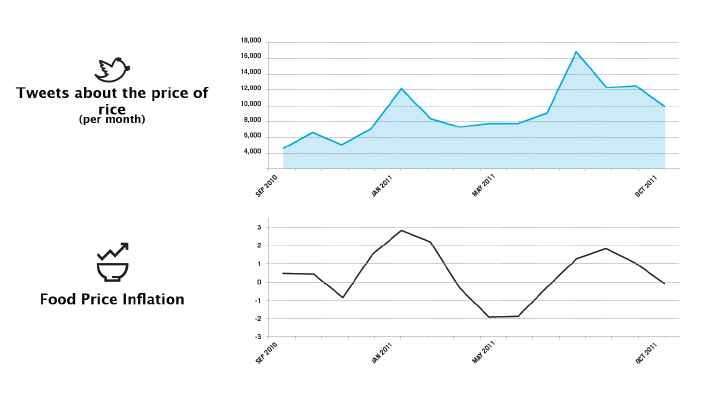 Tweets about the price of
rice
(per month)
18,000
16,000
14,000
12,000
10,000
8,000
6,000
4,000
SEP 2010
JAN 2011
MAY 2011
OCT 2011
Food Price Inflation
3
2
1
0
-1
-2
-3
SEP 2010
JAN 2011
MAY 2011
OCT 2011